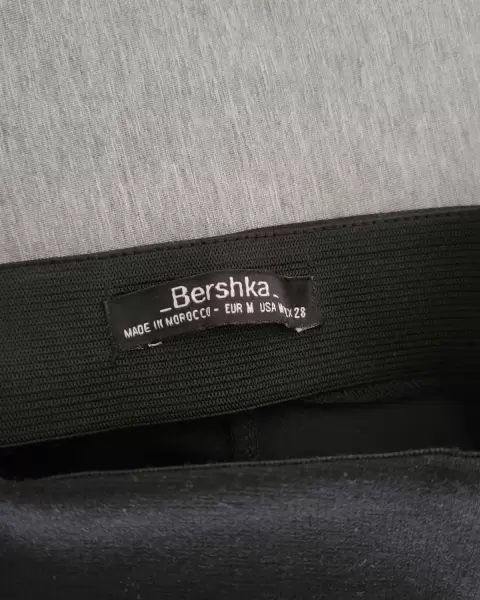 _Bershka_
MADE IN MOROCCO - EUR M USA M MEX 28